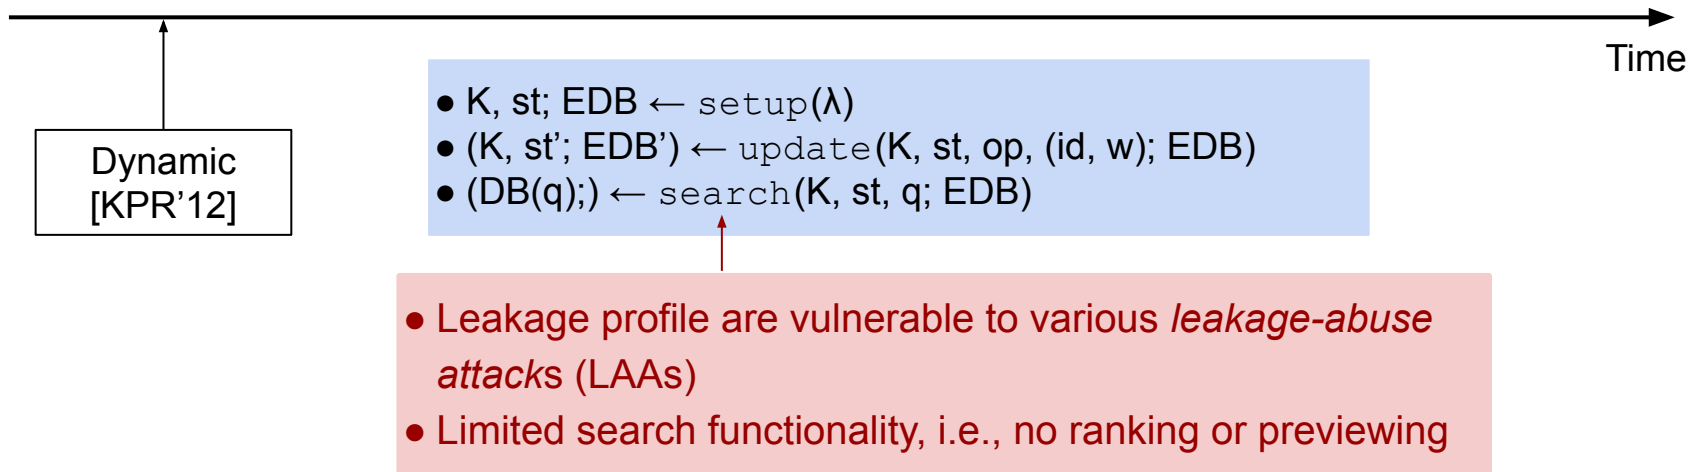 Time
Dynamic
[KPR’12]
● K, st; EDB ← setup(λ)
● (K, st’; EDB’) ← update(K, st, op, (id, w); EDB)
● (DB(q);) ← search(K, st, q; EDB)
● Leakage profile are vulnerable to various leakage-abuse
attacks (LAAs)
● Limited search functionality, i.e., no ranking or previewing